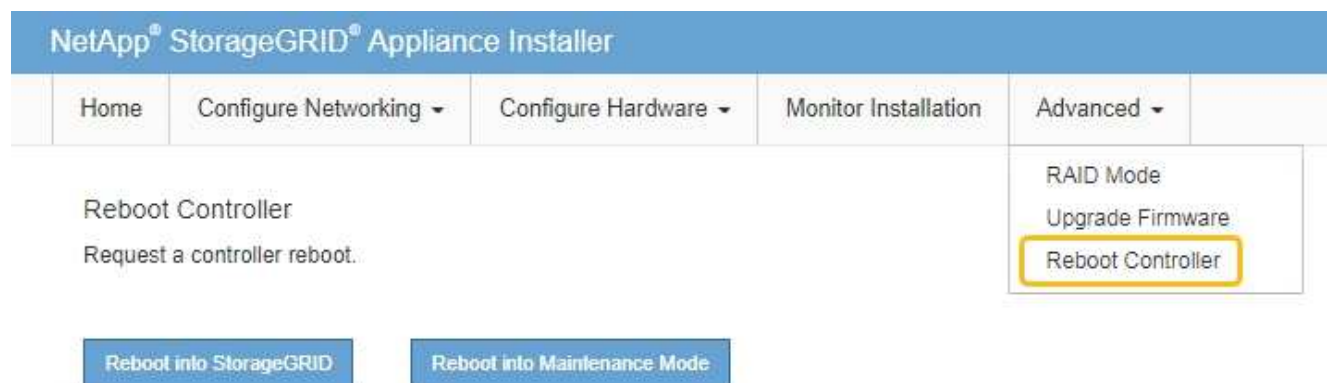 NetApp® StorageGRID® Appliance Installer
Home Configure Networking Configure Hardware Monitor Installation Advanced
RAID Mode
Upgrade Firmware
Reboot Controller
Reboot Controller
Request a controller reboot.
Reboot into StorageGRID Reboot into Maintenance Mode